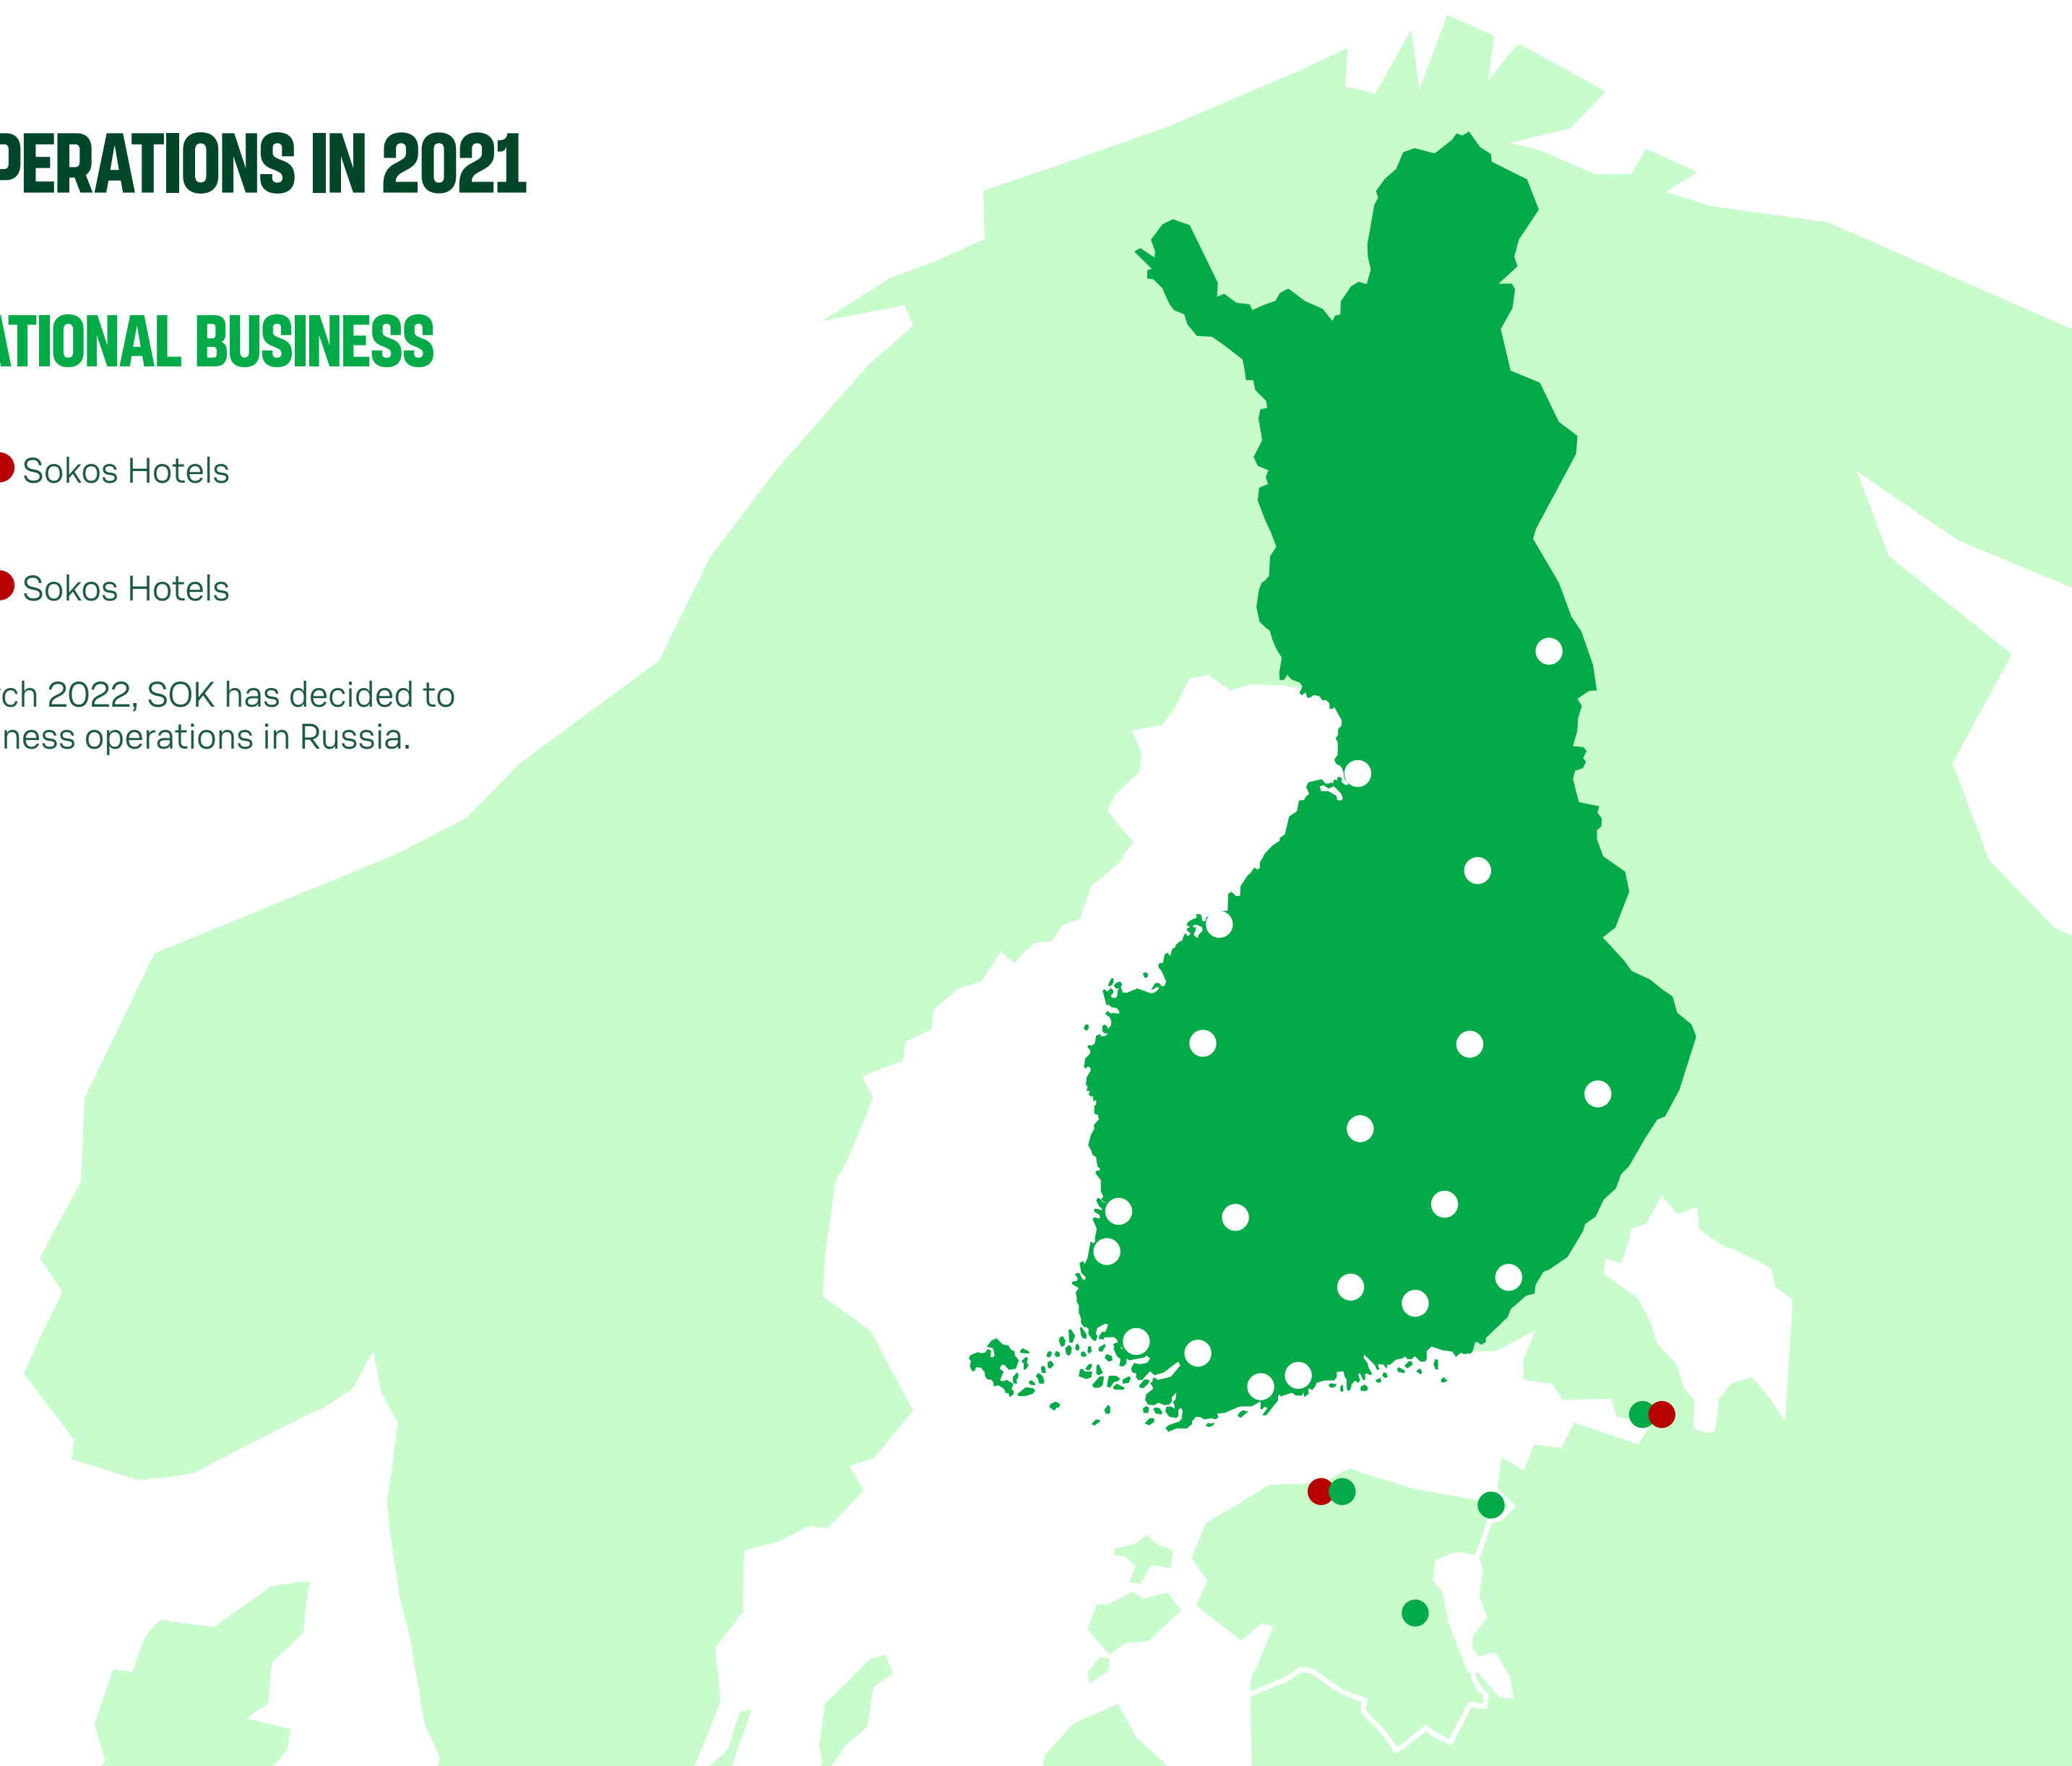 PERATIONS IN 2021
ATIONAL BUSINESS
Sokos Hotels
Sokos Hotels
ch 2022, SOK has decided to
ness operations in Russia.